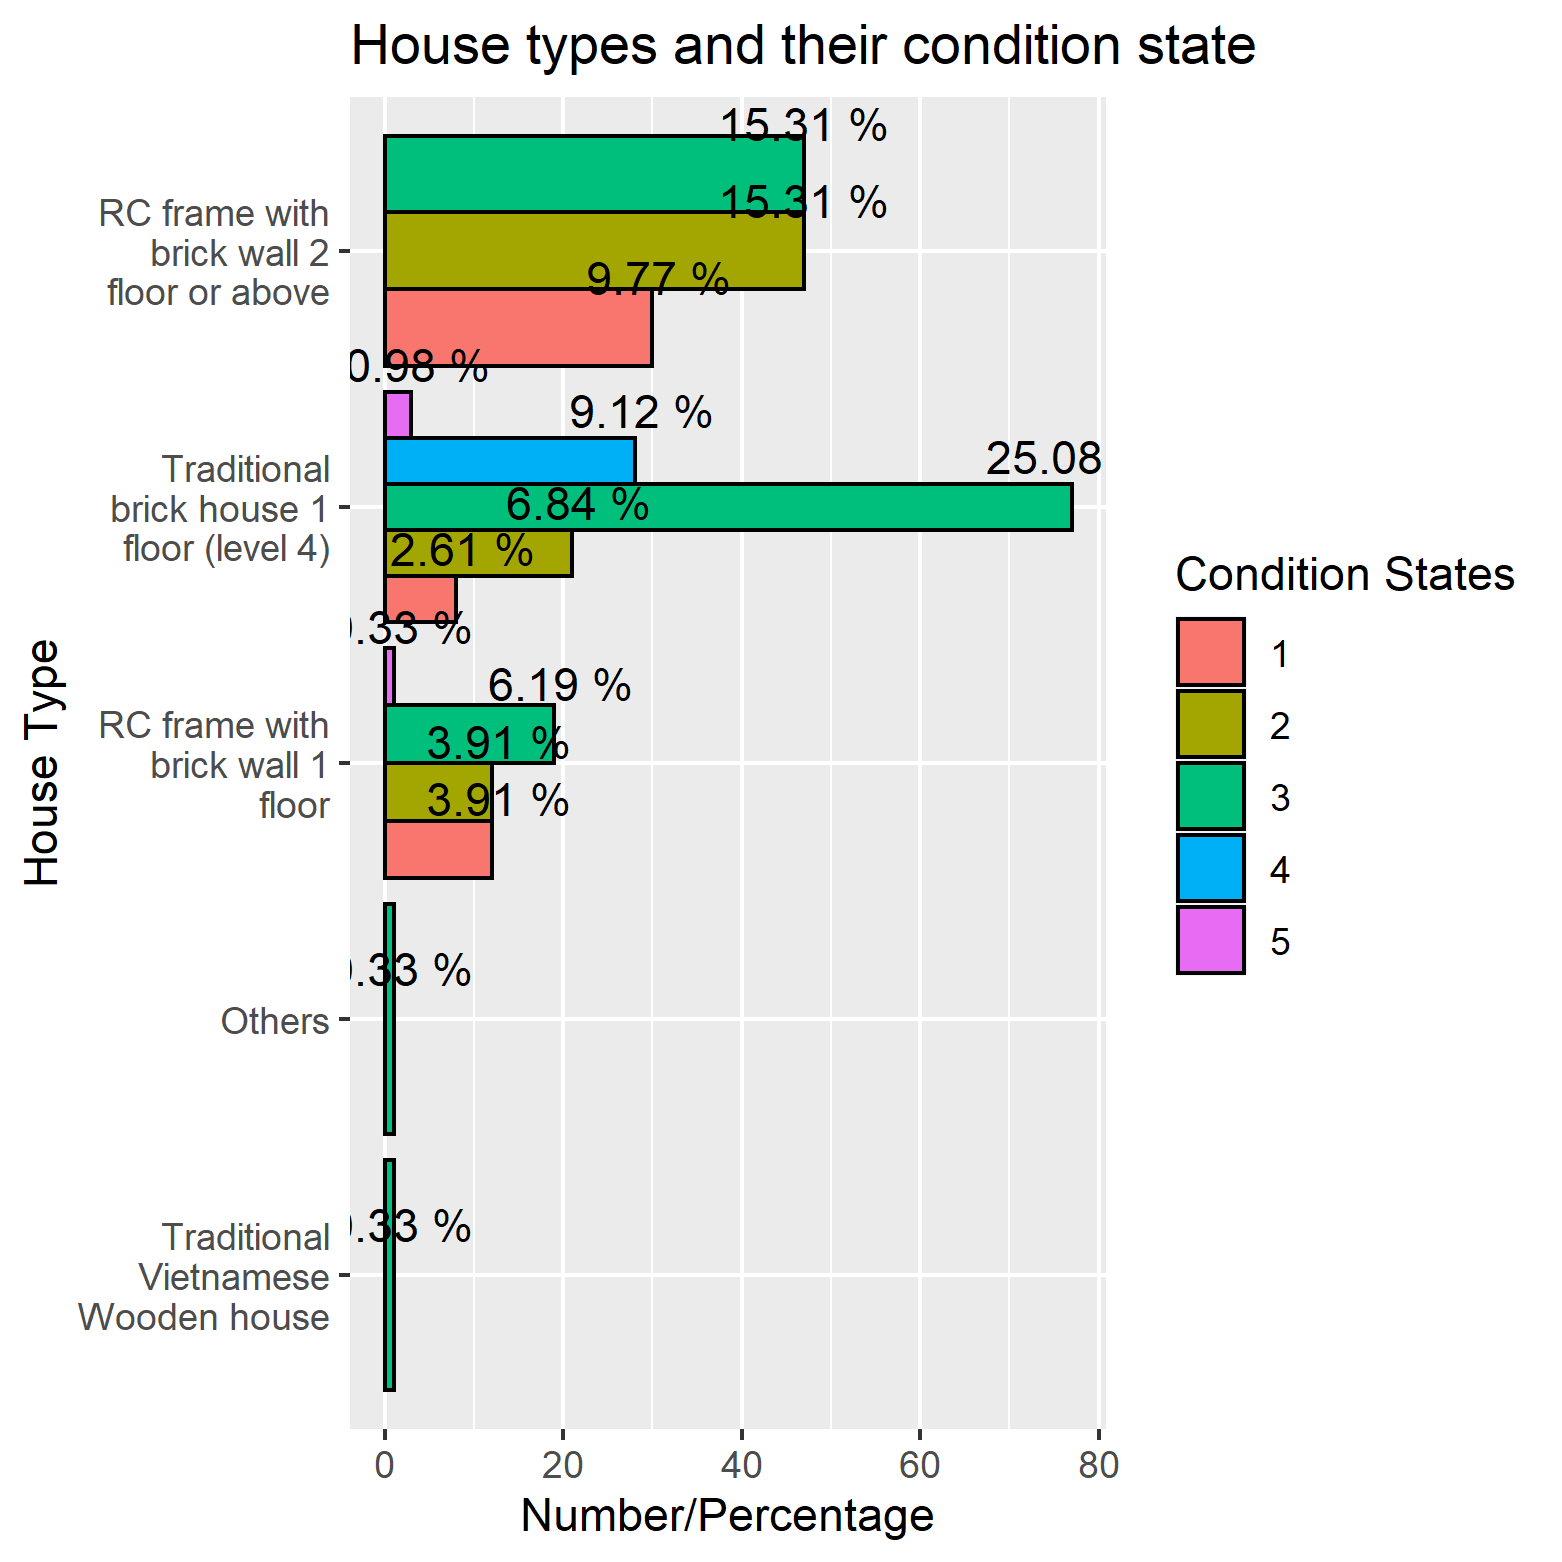 House types and their condition state
15.31 %
15.31 %
9.77 %
RC frame with
brick wall 2
floor or above
0.98 %
9.12 %
25.08
6.84 %
2.61 %
Traditional
brick house 1
floor (level 4)
.33 %
6.19 %
3.91 %
3.91 %
RC frame with
brick wall 1
floor
.33 %
Others
.33 %
Traditional
Vietnamese
Wooden house
House Type
0 20 40 60 80
Number/Percentage
Condition States
1
2
3
4
5